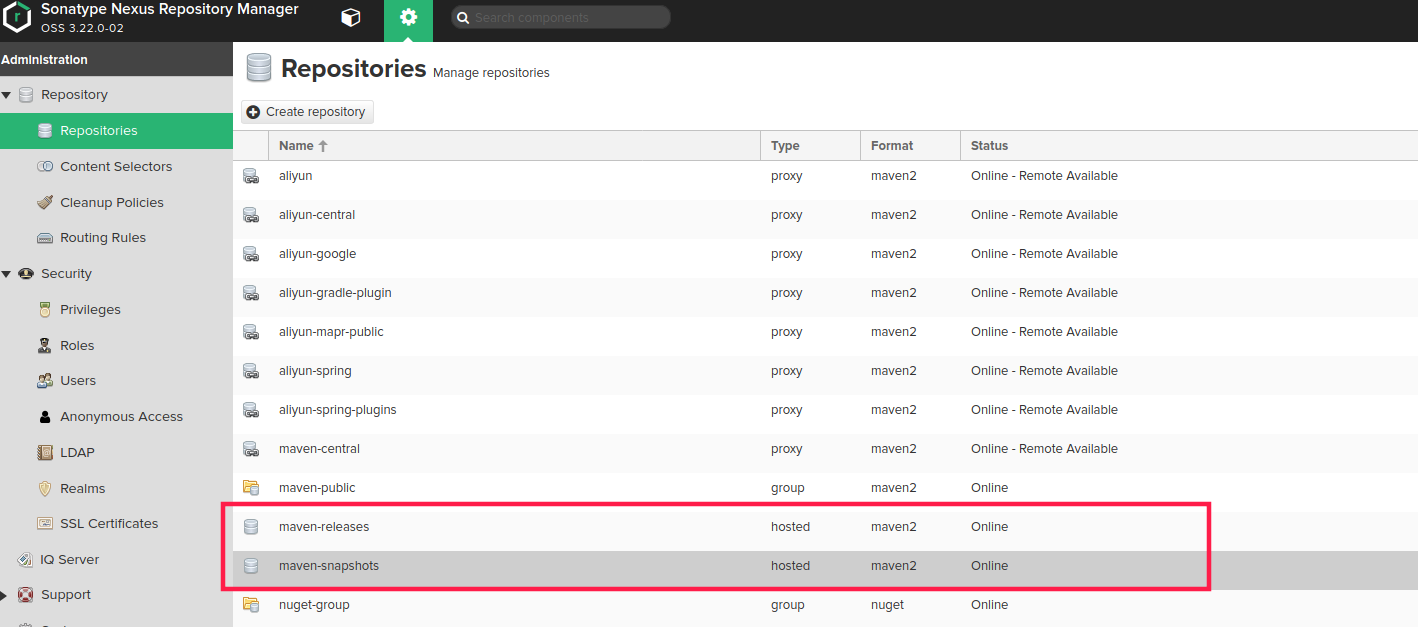 Sonatype Nexus Repository Manager
OSS 3.22.0-02
Search components
Administration
Repository
Repositories
Content Selectors
Cleanup Policies
Routing Rules
Security
Privileges
Roles
Users
Anonymous Access
LDAP
Realms
SSL Certificates
IQ Server
Support
Repositories Manage repositories
Create repository
Name Type Format Status
aliyun proxy maven2 Online - Remote Available
aliyun-central proxy maven2 Online - Remote Available
aliyun-google proxy maven2 Online - Remote Available
aliyun-gradle-plugin proxy maven2 Online - Remote Available
aliyun-mapr-public proxy maven2 Online - Remote Available
aliyun-spring proxy maven2 Online - Remote Available
aliyun-spring-plugins proxy maven2 Online - Remote Available
maven-central proxy maven2 Online - Remote Available
maven-public group maven2 Online
maven-releases hosted maven2 Online
maven-snapshots hosted maven2 Online
nuget-group group nuget Online